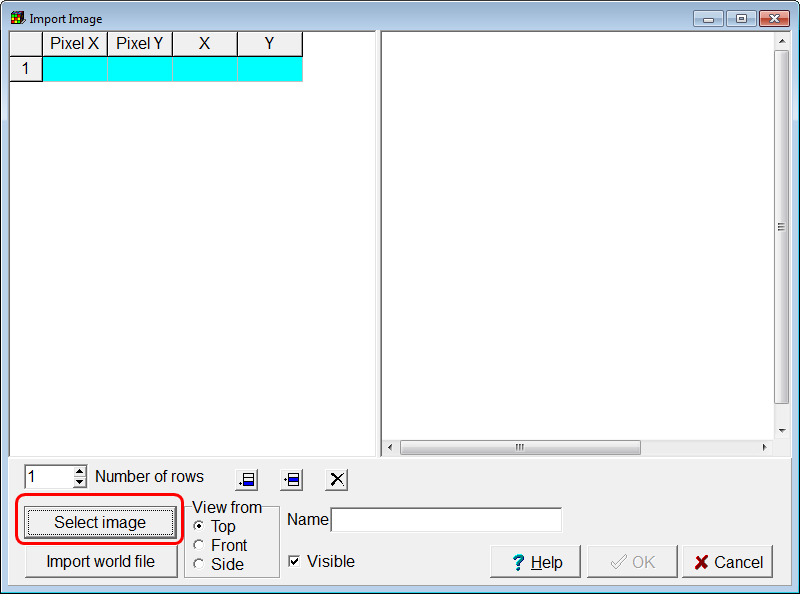 Import Image
Pixel X Pixel Y X Y
1
1 Number of rows
Select image
View from
Top
Front
Side
Name
Import world file
Visible
? Help
OK
Cancel